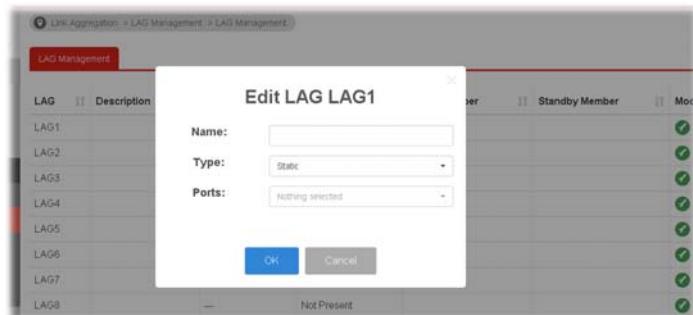 Link Aggregation > LAG Management > LAG Management
LAG Management
LAG Description Standby Member
Edit LAG LAG1
Name:
Type: Static
Ports: Nothing selected
OK Cancel
LAG1
LAG2
LAG3
LAG4
LAG5
LAG6
LAG7
LAG8 — Not Present